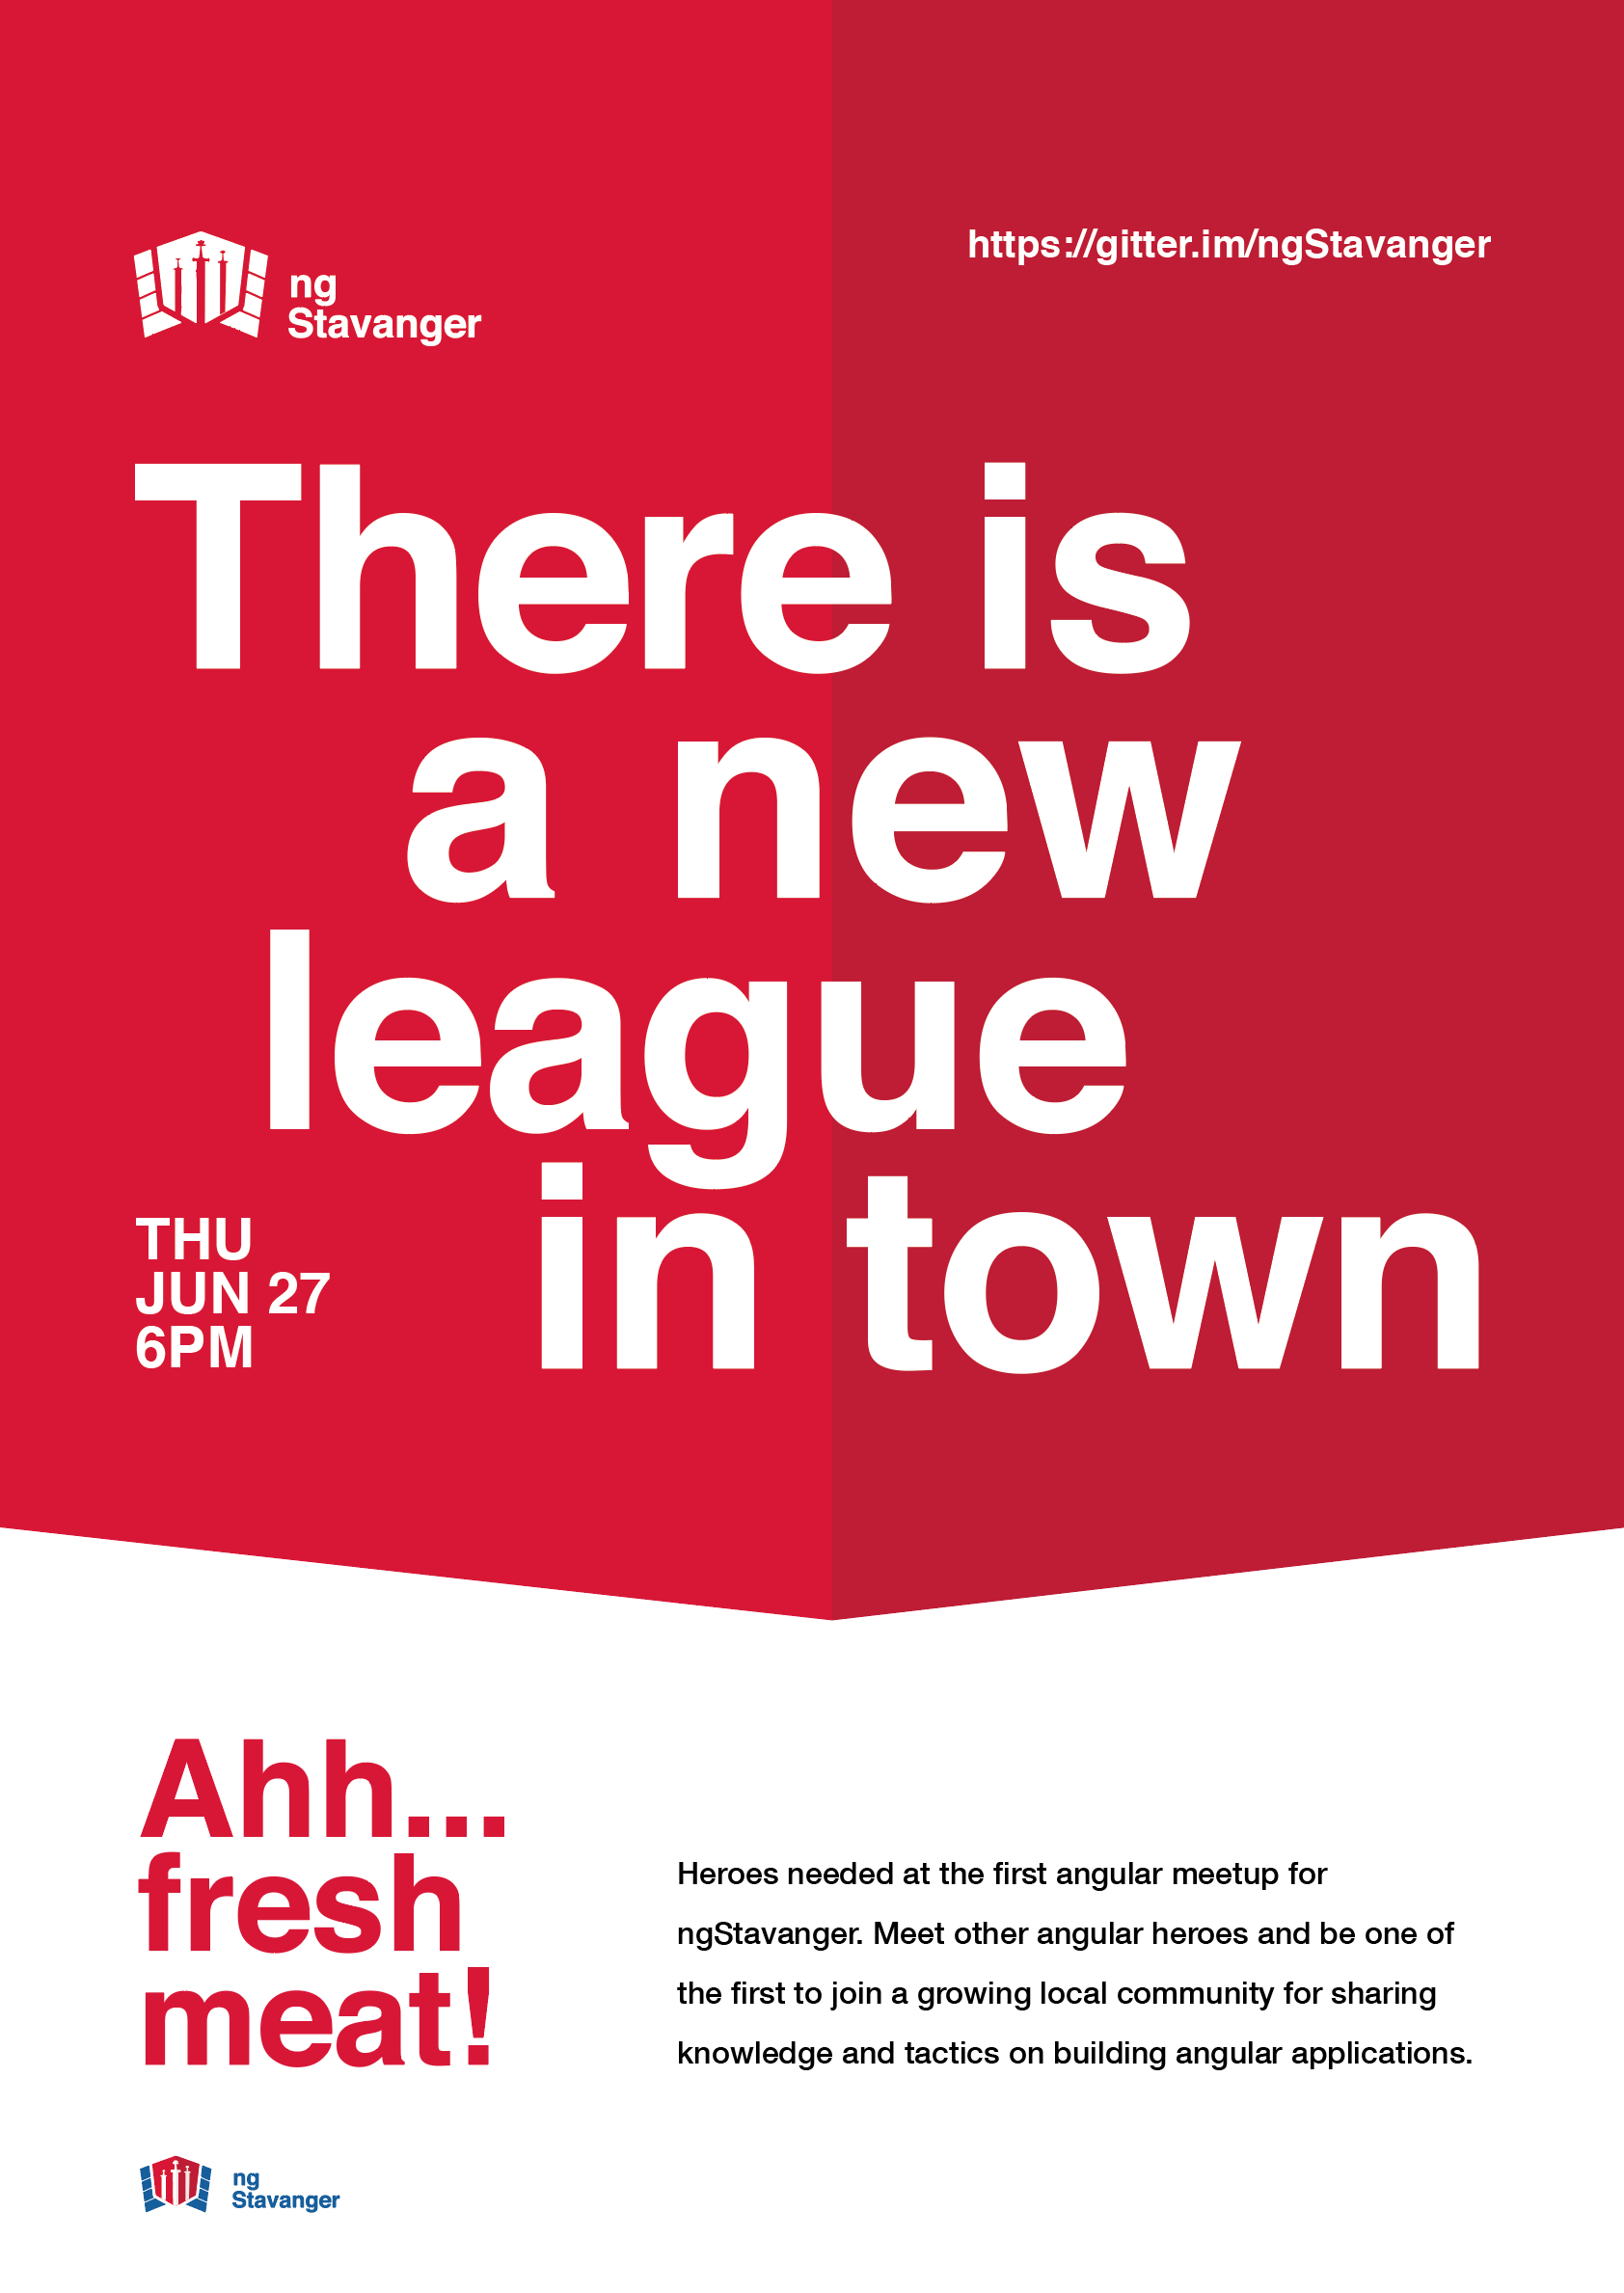 ng
Stavanger
https://gitter.im/ngStavanger
There is
a new
league
in town
THU
JUN 27
6PM
Ahh...
fresh
meat!
Heroes needed at the first angular meetup for
ngStavanger. Meet other angular heroes and be one of
the first to join a growing local community for sharing
knowledge and tactics on building angular applications.
ng
Stavanger